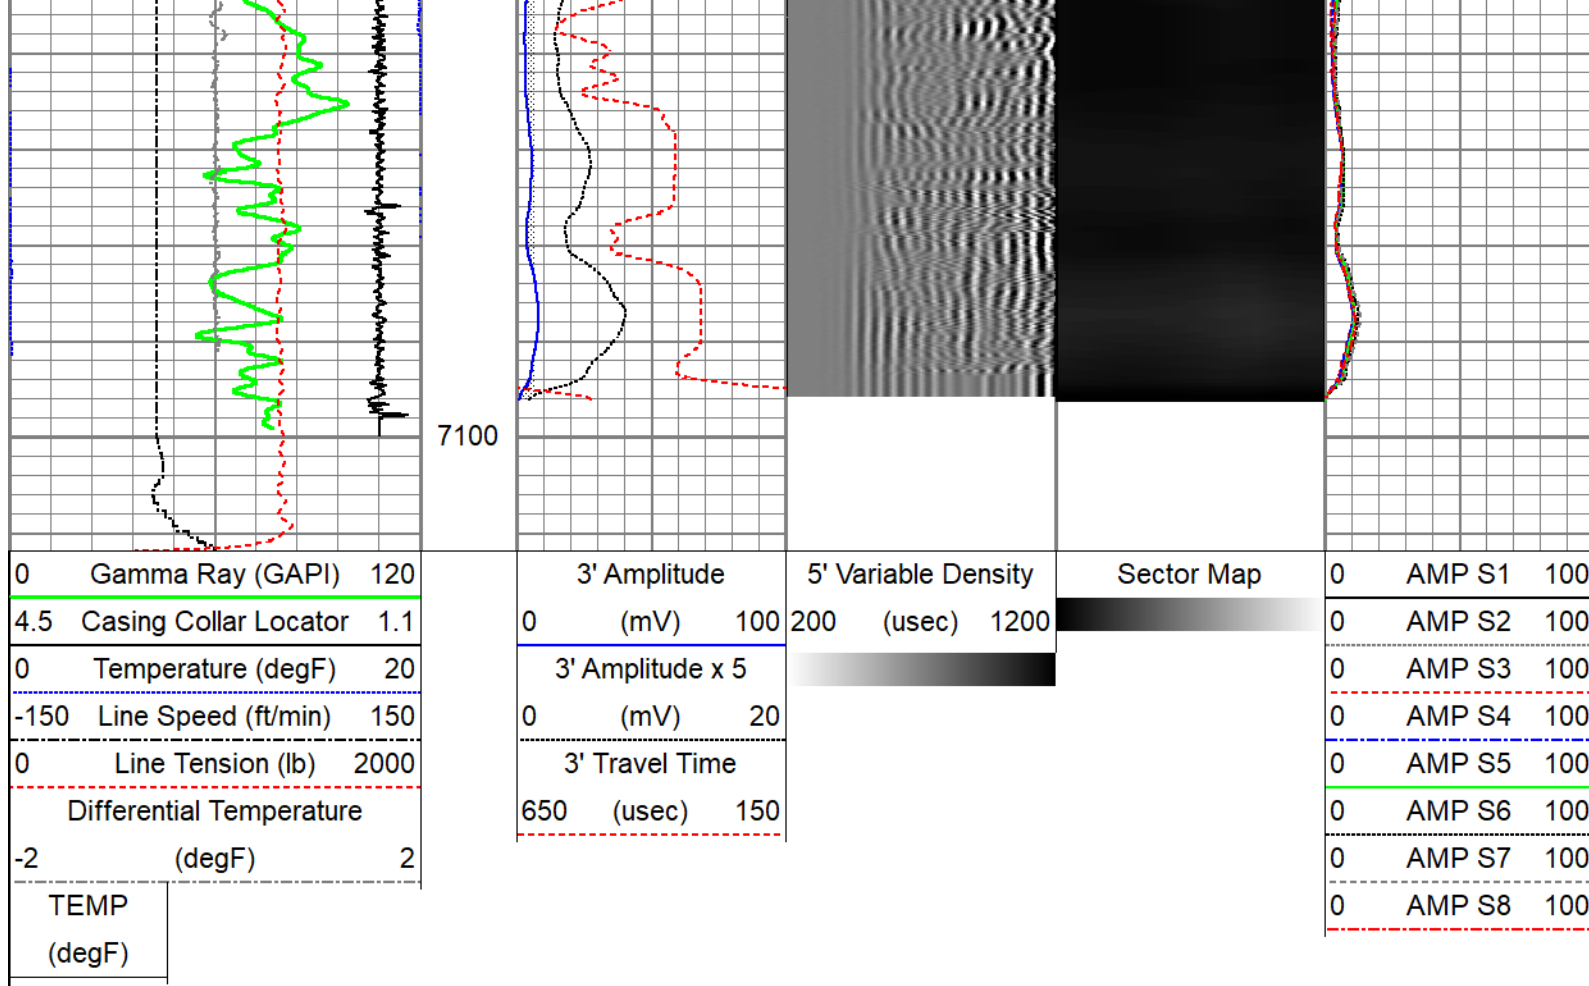 7100
0 Gamma Ray (GAPI) 120
4.5 Casing Collar Locator 1.1
0 Temperature (degF) 20
-150 Line Speed (ft/min) 150
0 Line Tension (lb) 2000
Differential Temperature
-2 (degF) 2
TEMP
(degF)
3' Amplitude
0 (mV) 100
3' Amplitude x 5
0 (mV) 20
3' Travel Time
650 (usec) 150
5' Variable Density
200 (usec) 1200
Sector Map
0 AMP S1 100
0 AMP S2 100
0 AMP S3 100
0 AMP S4 100
0 AMP S5 100
0 AMP S6 100
0 AMP S7 100
0 AMP S8 100